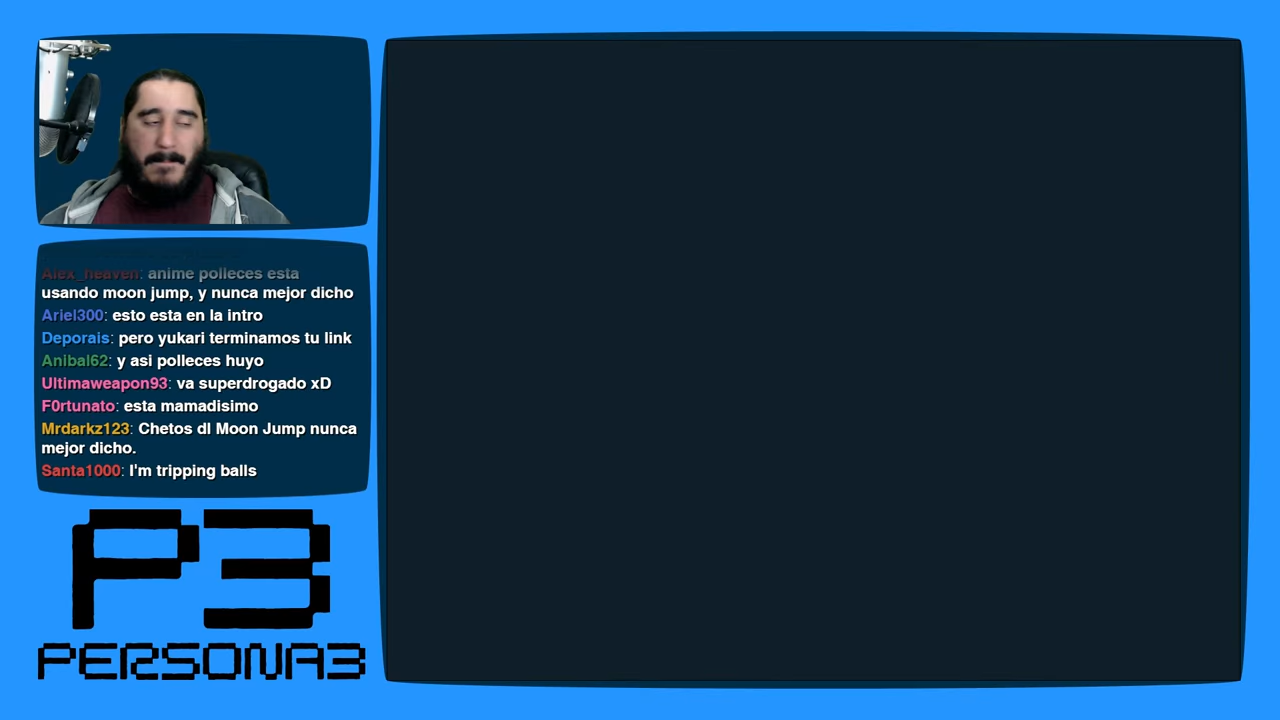 Alex_heaven: anime polleces esta
usando moon jump, y nunca mejor dicho
Ariel300: esto esta en la intro
Deporais: pero yukari terminamos tu link
Anibal62: y asi polleces huyo
Ultimaweapon93: va superdrogado xD
F0rtunato: esta mamadisimo
Mrdarkz123: Chetos dl Moon Jump nunca
mejor dicho.
Santa1000: I'm tripping balls
P3
PERSONA3